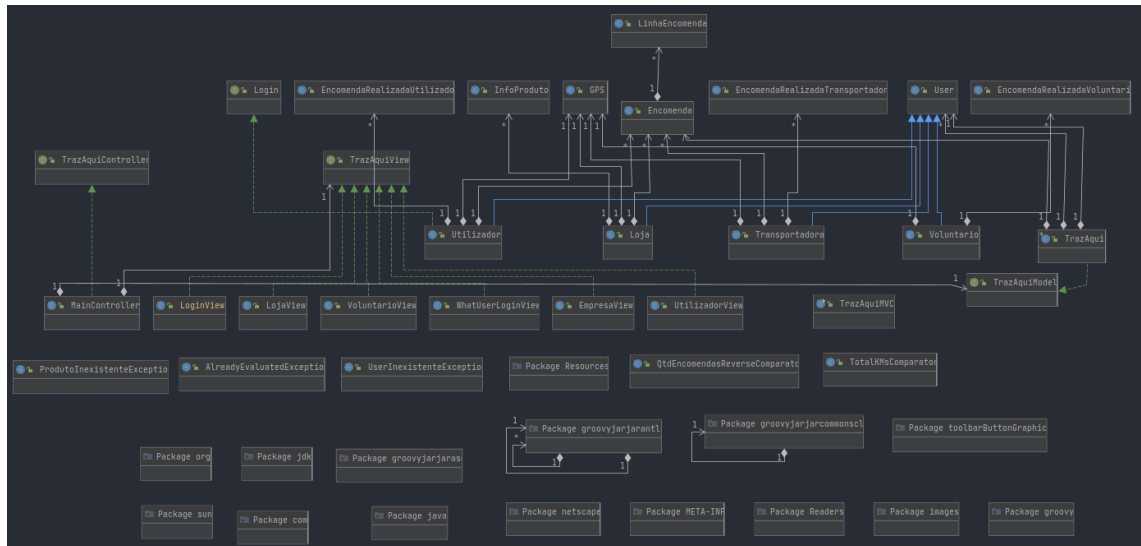 LinhaEncomenda
Login
EncomendaRealizadaUtilizado
InfoProduto
GPS
EncomendaRealizadaTransportador
User
EncomendaRealizadaVoluntari
Encomenda
TrazAquiController
TrazAquiView
Utilizador
Loja
Transportadora
Voluntario
TrazAqui
TrazAquiModel
MainController
LoginView
LojaView
VoluntarioView
WhatUserLoginView
EmpresaView
UtilizadorView
TrazAquiMVC
ProdutoInexistenteExceptio
AlreadyEvaluatedExceptio
UserInexistenteExceptio
Package Resources
QtdEncomendasReverseComparato
TotalKMsComparator
Package groovyjarjarantl
Package groovyjarjarcommonscl
Package toolbarButtonGraphic
Package org
Package jdk
Package groovyjarjaras
Package sun
Package com
Package java
Package netscape
Package META-INF
Package Readers
Package images
Package groovy